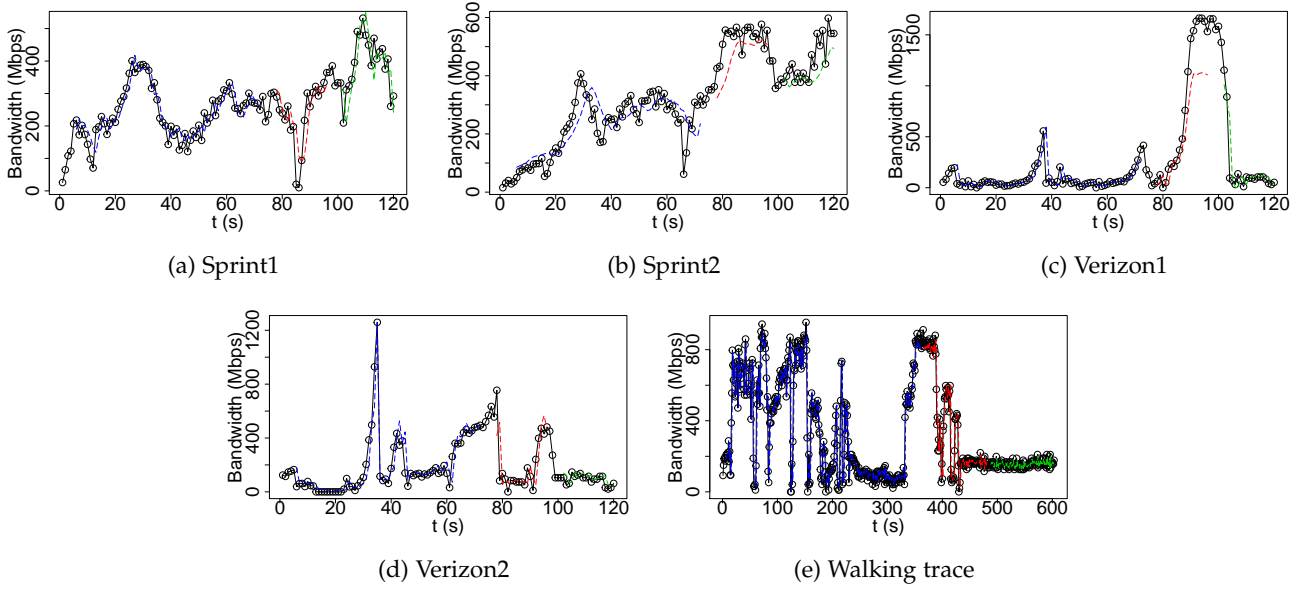 Bandwidth (Mbps)
0 200 400
0 20 40 60 80 100 120
t (s)
(a) Sprint1
Bandwidth (Mbps)
0 200 400 600
0 20 40 60 80 100 120
t (s)
(b) Sprint2
Bandwidth (Mbps)
0 500 1500
0 20 40 60 80 100 120
t (s)
(c) Verizon1
Bandwidth (Mbps)
0 400 800 1200
0 20 40 60 80 100 120
t (s)
(d) Verizon2
Bandwidth (Mbps)
0 400 800
0 100 200 300 400 500 600
t (s)
(e) Walking trace